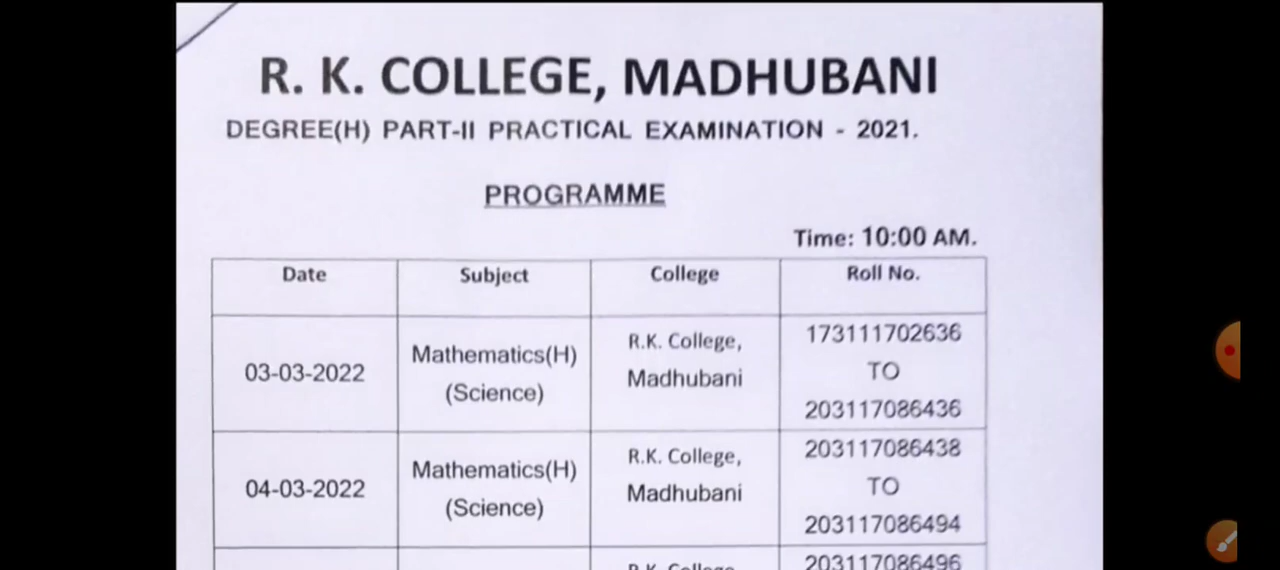 R. K. COLLEGE, MADHUBANI
DEGREE(H) PART-II PRACTICAL EXAMINATION - 2021.
PROGRAMME
Time: 10:00 AM.
Date Subject College Roll No.
03-03-2022 Mathematics(H) (Science) R.K. College, Madhubani 173111702636 TO 203117086436
04-03-2022 Mathematics(H) (Science) R.K. College, Madhubani 203117086438 TO 203117086494
R.K. College 203117086496